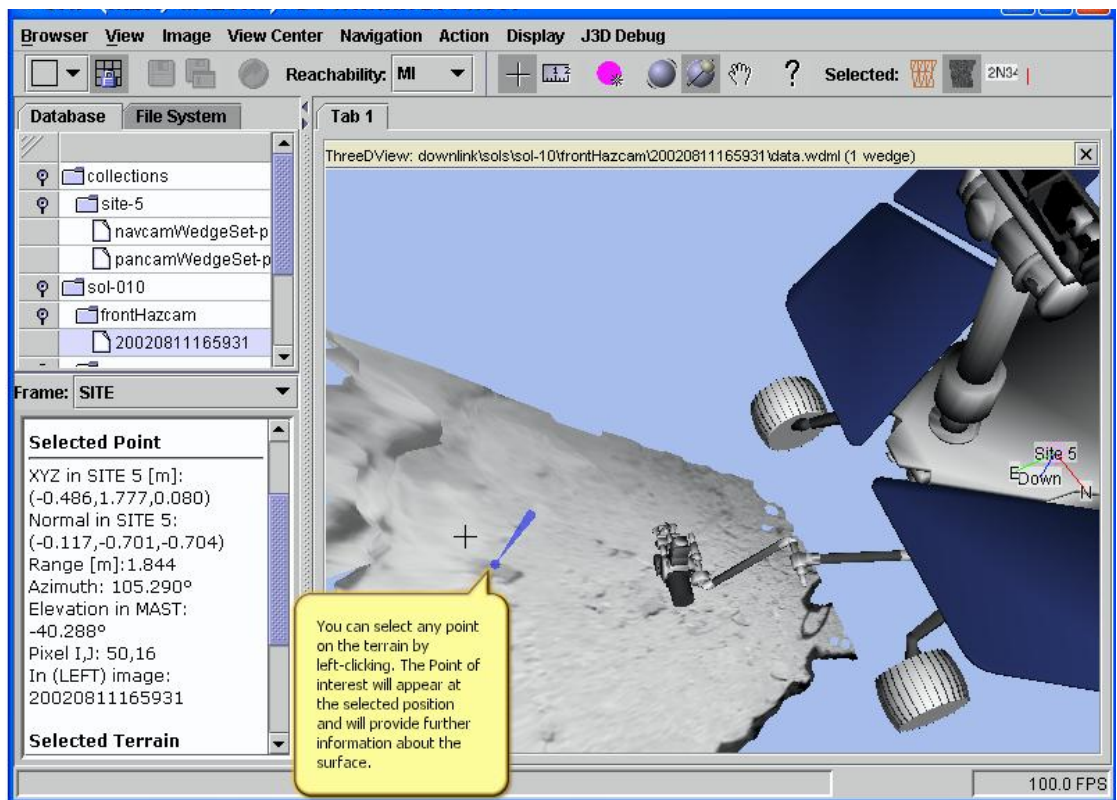 Browser View Image View Center Navigation Action Display J3D Debug
Reachability: MI
? Selected: 2N34
Database File System
Tab 1
ThreeDView: downlink\sols\sol-10\frontHazcam\20020811165931\data.wdml (1 wedge)
collections
site-5
navcamWedgeSet-p
pancamWedgeSet-p
sol-010
frontHazcam
20020811165931
Frame: SITE
Selected Point
XYZ in SITE 5 [m]:
(-0.486,1.777,0.080)
Normal in SITE 5:
(-0.117,-0.701,-0.704)
Range [m]:1.844
Azimuth: 105.290°
Elevation in MAST:
-40.288°
Pixel I,J: 50,16
In (LEFT) image:
20020811165931
Selected Terrain
Site 5
E
Down
N
You can select any point
on the terrain by
left-clicking. The Point of
interest will appear at
the selected position
and will provide further
information about the
surface.
100.0 FPS